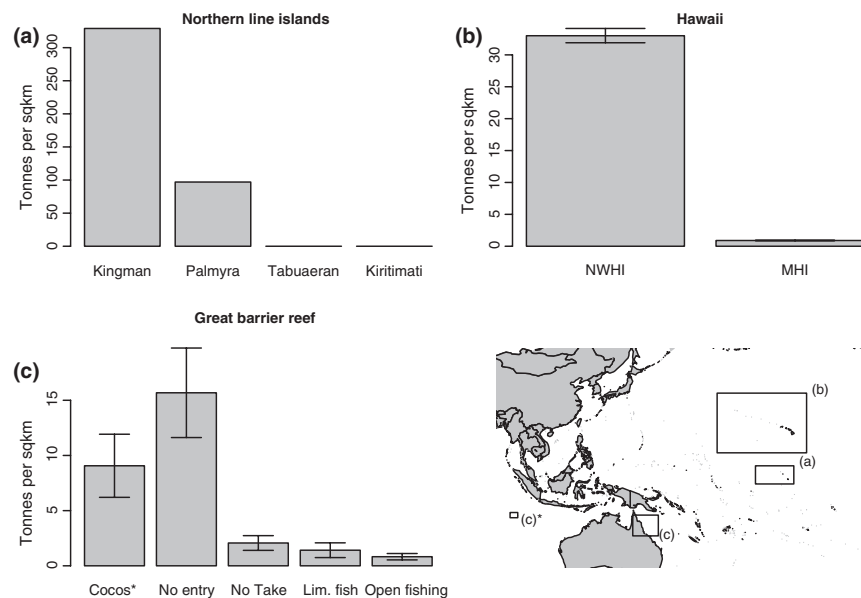 (a)
Northern line islands
Tonnes per sqkm
300
250
200
150
100
50
0
Kingman
Palmyra
Tabuaeran
Kiritimati
(b)
Hawaii
Tonnes per sqkm
30
25
20
15
10
5
0
NWHI
MHI
(c)
Great barrier reef
Tonnes per sqkm
15
10
5
0
Cocos*
No entry
No Take
Lim. fish
Open fishing
(b)
(a)
(c)*
(c)